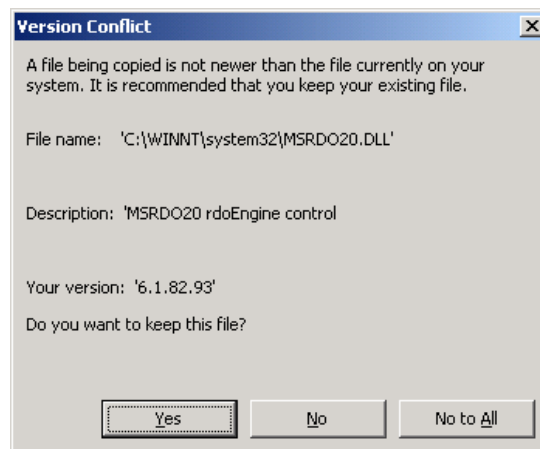 Version Conflict
A file being copied is not newer than the file currently on your
system. It is recommended that you keep your existing file.
File name: 'C:\WINNT\system32\MSRDO20.DLL'
Description: 'MSRDO20 rdoEngine control
Your version: '6.1.82.93'
Do you want to keep this file?
Yes No No to All